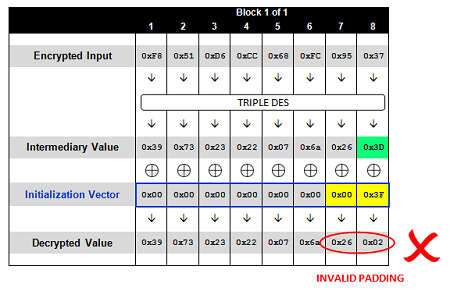 Block 1 of 1
1 2 3 4 5 6 7 8
Encrypted Input 0xF8 0x51 0xD6 0xCC 0x68 0xFC 0x95 0x37
TRIPLE DES
Intermediary Value 0x39 0x73 0x23 0x22 0x07 0x6a 0x26 0x3D
Initialization Vector 0x00 0x00 0x00 0x00 0x00 0x00 0x00 0x3F
Decrypted Value 0x39 0x73 0x23 0x22 0x07 0x6a 0x26 0x02
INVALID PADDING